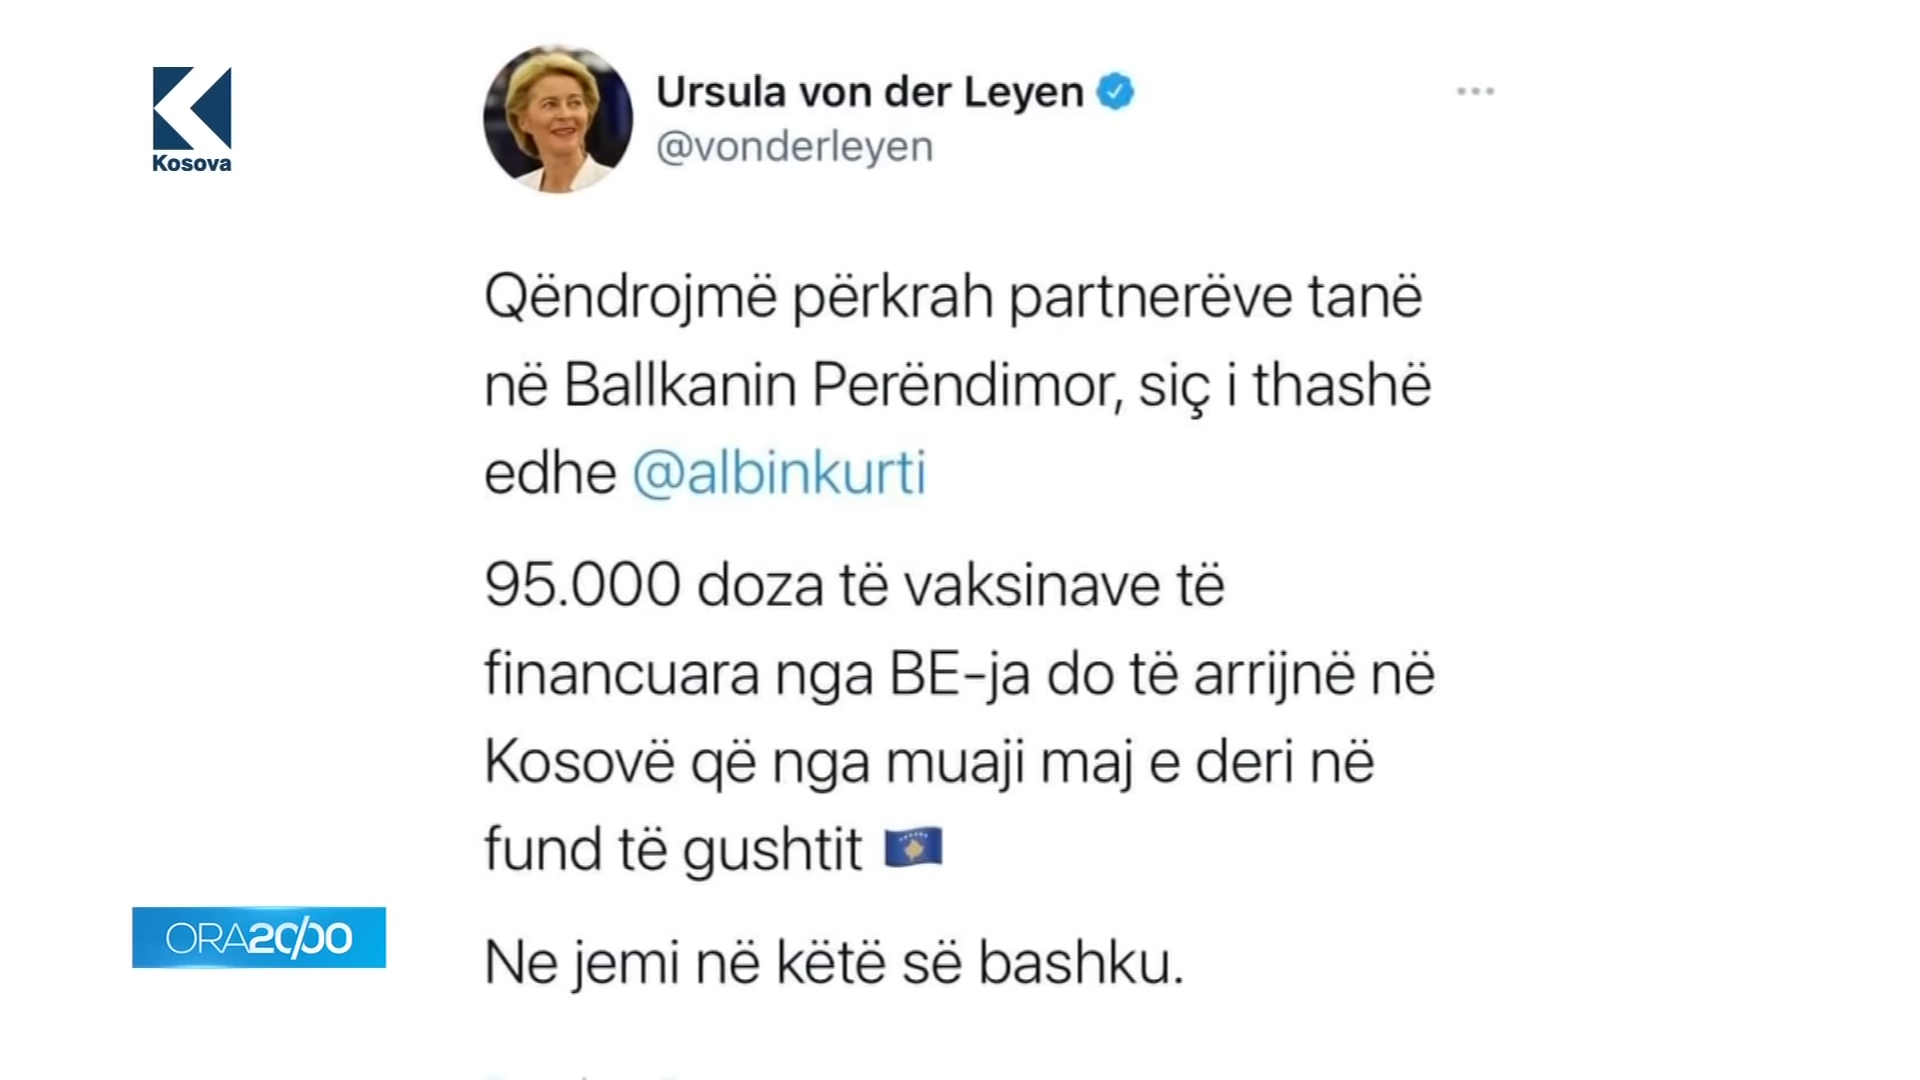 Kosova
Ursula von der Leyen
@vonderleyen
Qëndrojmë përkrah partnerëve tanë
në Ballkanin Perëndimor, siç i thashë
edhe @albinkurti
95.000 doza të vaksinave të
financuara nga BE-ja do të arrijnë në
Kosovë që nga muaji maj e deri në
fund të gushtit 🇽🇰
Ne jemi në këtë së bashku.
ORA20/00